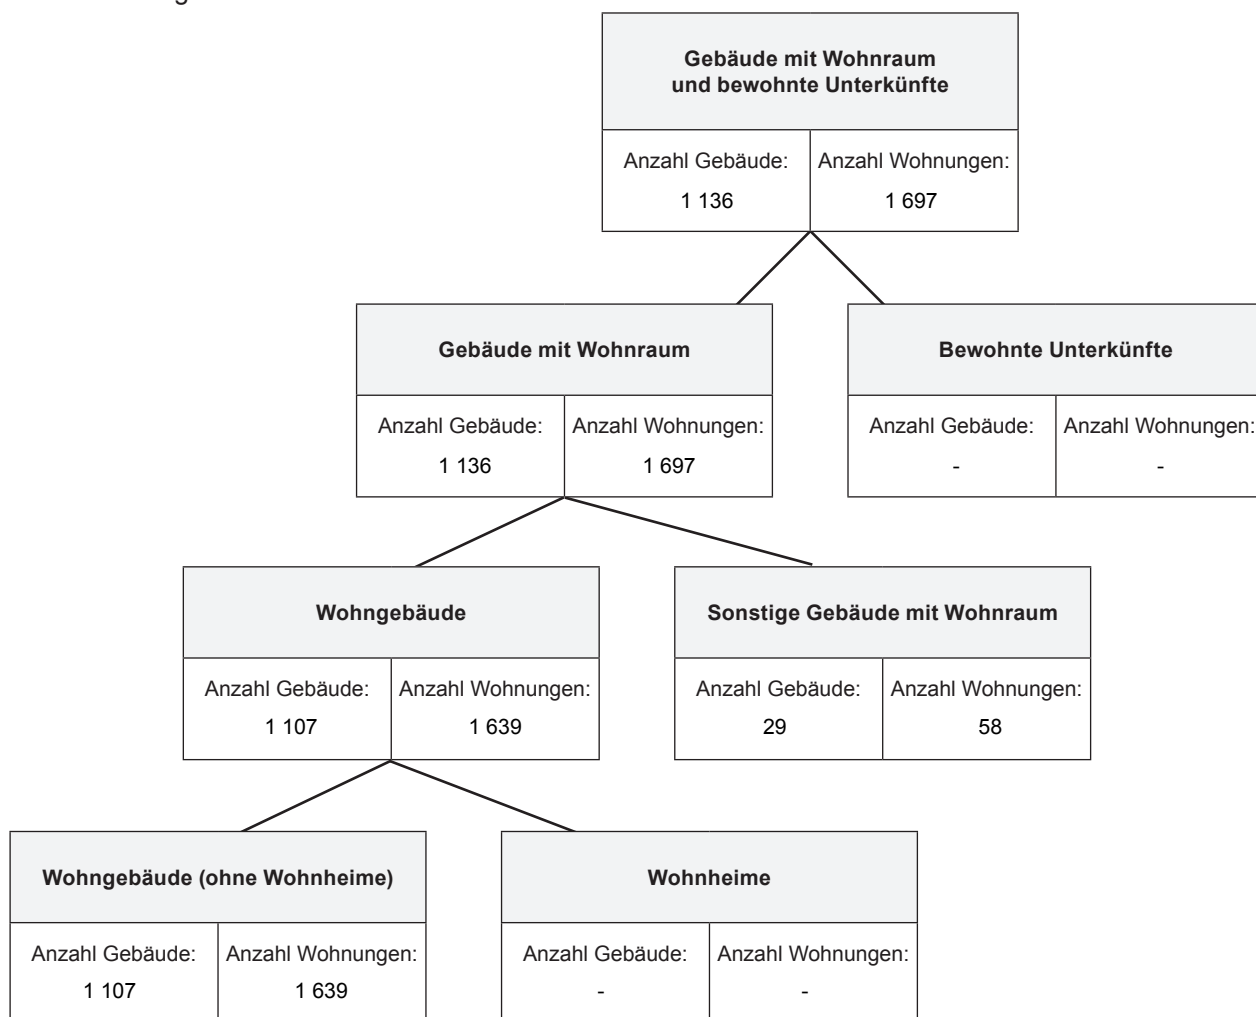 Gebäude mit Wohnraum
und bewohnte Unterkünfte
Anzahl Gebäude: Anzahl Wohnungen:
1 136 1 697
Gebäude mit Wohnraum
Anzahl Gebäude: Anzahl Wohnungen:
1 136 1 697
Bewohnte Unterkünfte
Anzahl Gebäude: Anzahl Wohnungen:
- -
Wohngebäude
Anzahl Gebäude: Anzahl Wohnungen:
1 107 1 639
Sonstige Gebäude mit Wohnraum
Anzahl Gebäude: Anzahl Wohnungen:
29 58
Wohngebäude (ohne Wohnheime)
Anzahl Gebäude: Anzahl Wohnungen:
1 107 1 639
Wohnheime
Anzahl Gebäude: Anzahl Wohnungen:
- -